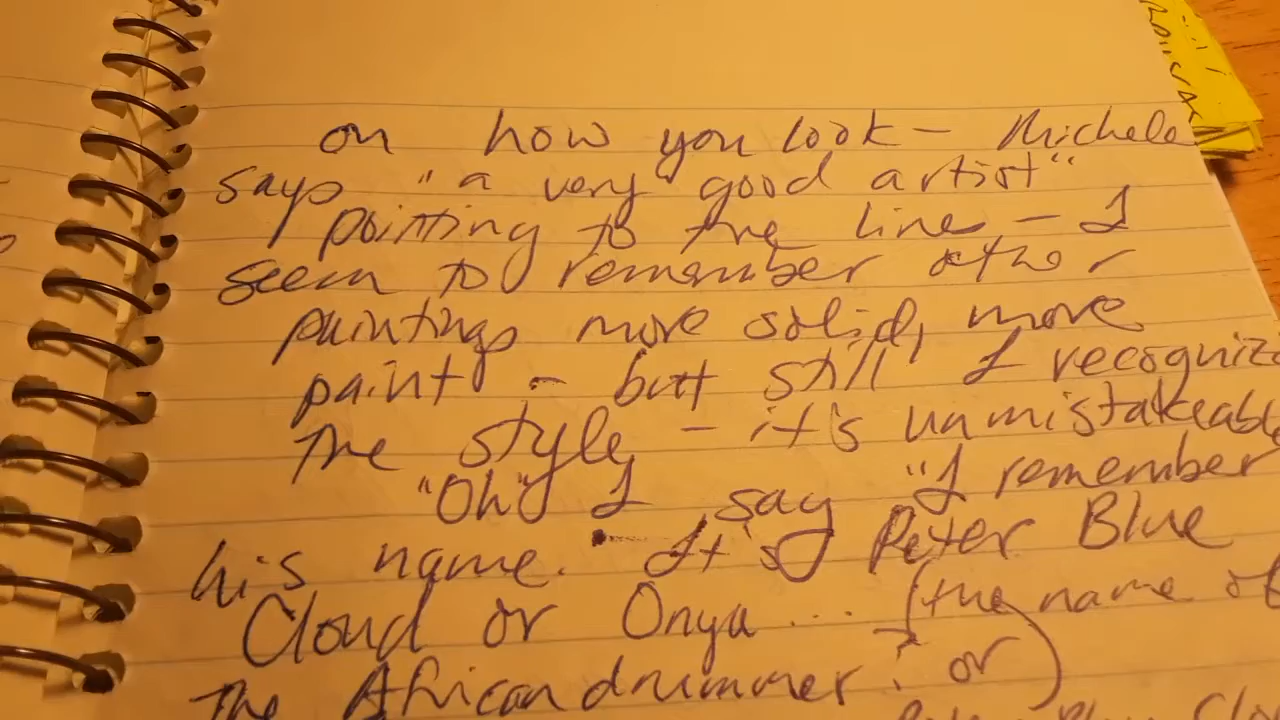 on how you look – Michele
says "a very good artist"
pointing to the line – I
seem to remember other
paintings more solid, more
paint – butt still I recognize
the style – it's unmistakeable
"Oh" I say "I remember
his name. It's Peter Blue
Cloud or Onya ... (the name of
the African drummer? or)